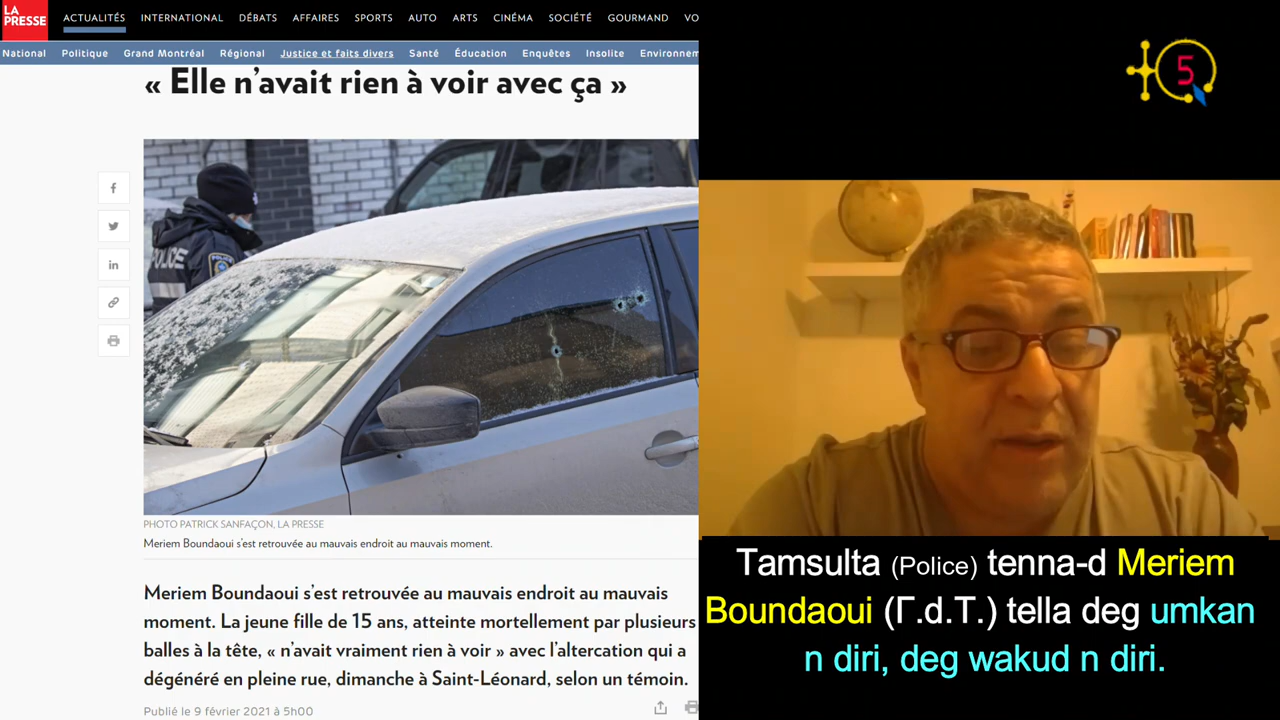 LA
PRESSE
ACTUALITÉS INTERNATIONAL DÉBATS AFFAIRES SPORTS AUTO ARTS CINÉMA SOCIÉTÉ GOURMAND VO
National Politique Grand Montréal Régional Justice et faits divers Santé Éducation Enquêtes Insolite Environnem
« Elle n’avait rien à voir avec ça »
POLICE
POLICE
PHOTO PATRICK SANFAÇON, LA PRESSE
Meriem Boundaoui s’est retrouvée au mauvais endroit au mauvais moment.
Meriem Boundaoui s’est retrouvée au mauvais endroit au mauvais
moment. La jeune fille de 15 ans, atteinte mortellement par plusieurs
balles à la tête, « n’avait vraiment rien à voir » avec l’altercation qui a
dégénéré en pleine rue, dimanche à Saint-Léonard, selon un témoin.
Publié le 9 février 2021 à 5h00
5
Tamsulta (Police) tenna-d Meriem
Boundaoui (Γ.d.T.) tella deg umkan
n diri, deg wakud n diri.